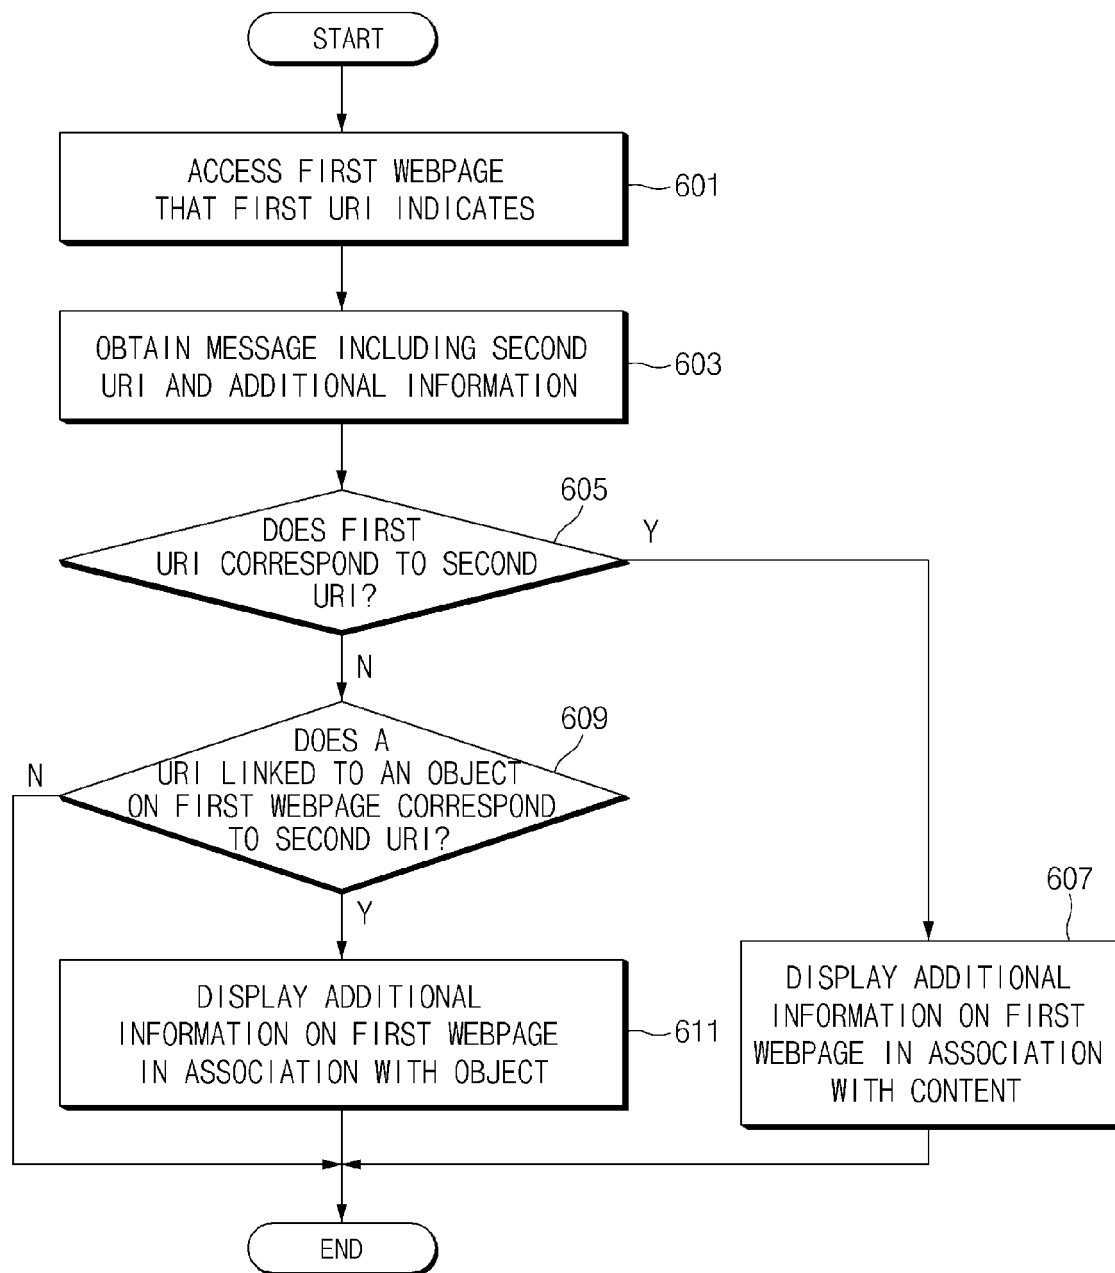 START
ACCESS FIRST WEBPAGE
THAT FIRST URI INDICATES
601
OBTAIN MESSAGE INCLUDING SECOND
URI AND ADDITIONAL INFORMATION
603
605
DOES FIRST
URI CORRESPOND TO SECOND
URI?
Y
N
609
DOES A
URI LINKED TO AN OBJECT
ON FIRST WEBPAGE CORRESPOND
TO SECOND URI?
N
Y
607
DISPLAY ADDITIONAL
INFORMATION ON FIRST
WEBPAGE IN ASSOCIATION
WITH CONTENT
DISPLAY ADDITIONAL
INFORMATION ON FIRST WEBPAGE
IN ASSOCIATION WITH OBJECT
611
END